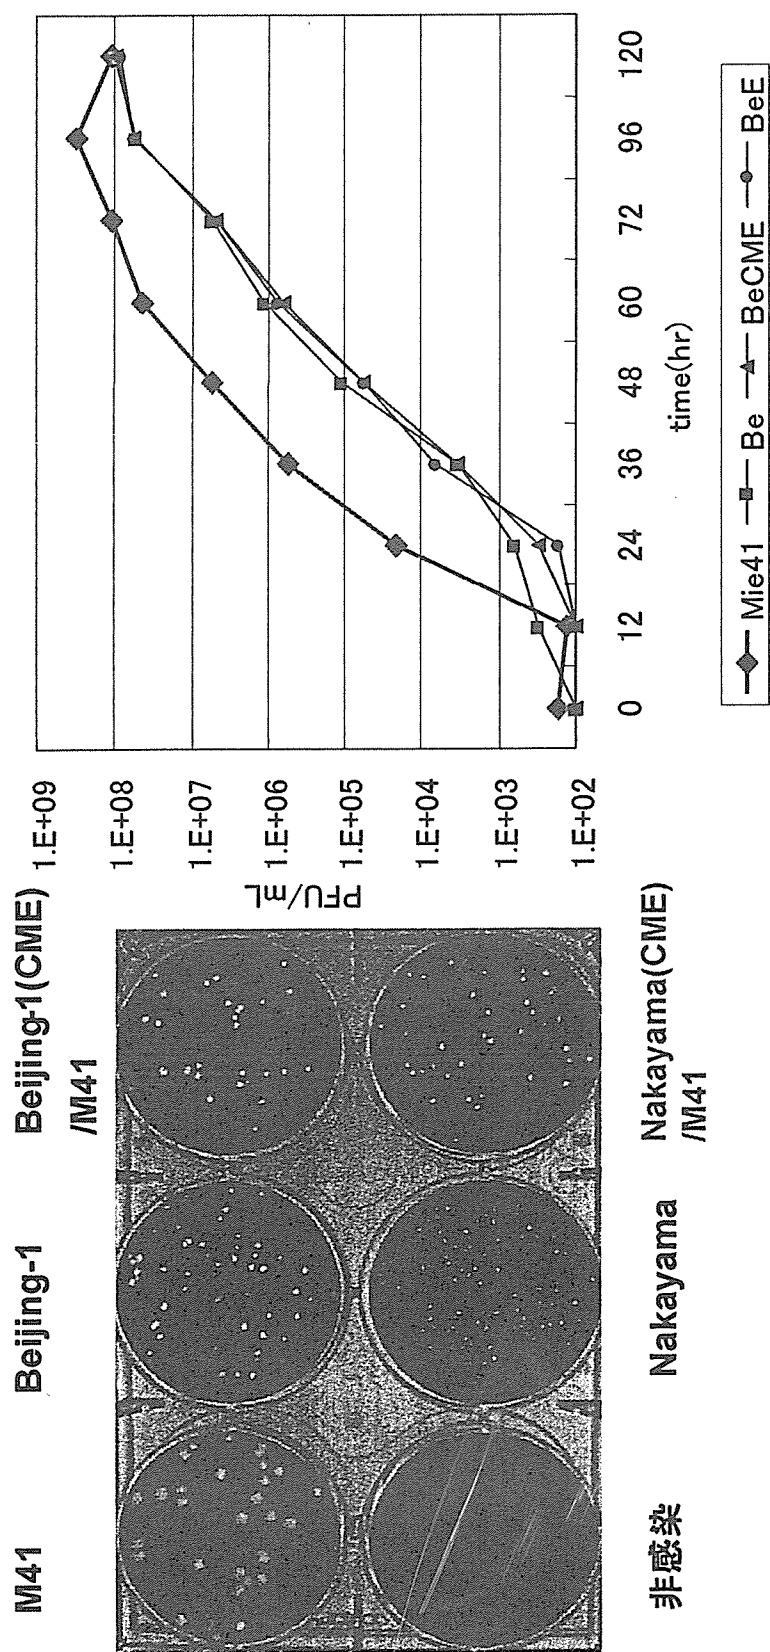 M41
Beijing-1
Beijing-1(CME)
/M41
非感染
Nakayama
Nakayama(CME)
/M41
PFU/mL
1.E+09
1.E+08
1.E+07
1.E+06
1.E+05
1.E+04
1.E+03
1.E+02
0 12 24 36 48 60 72 96 120
time(hr)
Mie41 Be BeCME BeE